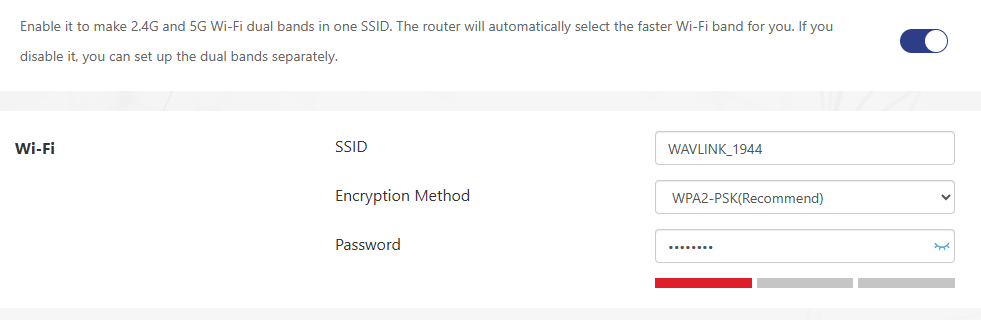 Enable it to make 2.4G and 5G Wi-Fi dual bands in one SSID. The router will automatically select the faster Wi-Fi band for you. If you
disable it, you can set up the dual bands separately.
Wi-Fi
SSID
WAVLINK_1944
Encryption Method
WPA2-PSK(Recommend)
Password
••••••••